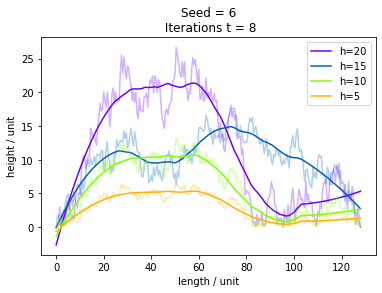 Seed = 6
Iterations t = 8
height / unit
25
20
15
10
5
0
h=20
h=15
h=10
h=5
0
20
40
60
80
100
120
length / unit